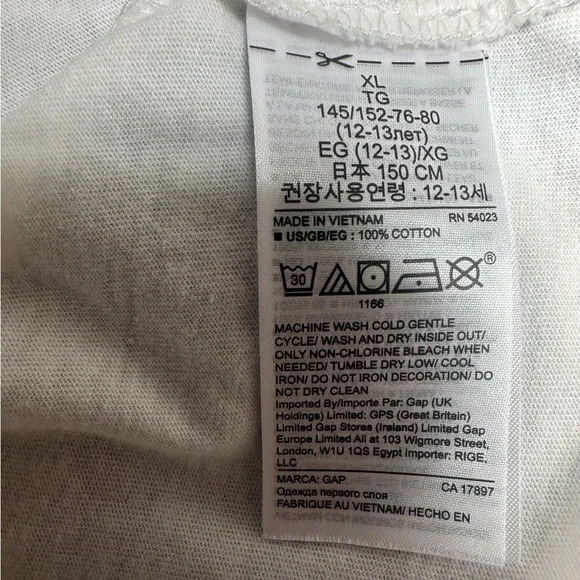 XL
TG
145/152-76-80
(12-13лет)
EG (12-13)/XG
日本 150 CM
권장사용연령 : 12-13세
MADE IN VIETNAM RN 54023
■ US/GB/EG : 100% COTTON
30
®
1166
MACHINE WASH COLD GENTLE
CYCLE/ WASH AND DRY INSIDE OUT/
ONLY NON-CHLORINE BLEACH WHEN
NEEDED/ TUMBLE DRY LOW/ COOL
IRON/ DO NOT IRON DECORATION/ DO
NOT DRY CLEAN
Imported By/Importe Par: Gap (UK
Holdings) Limited: GPS (Great Britain)
Limited Gap Stores (Ireland) Limited Gap
Europe Limited All at 103 Wigmore Street,
London, W1U 1QS Egypt Importer: RIGE,
LLC
MARCA: GAP CA 17897
Одежда первого слоя
FABRIQUE AU VIETNAM/ HECHO EN